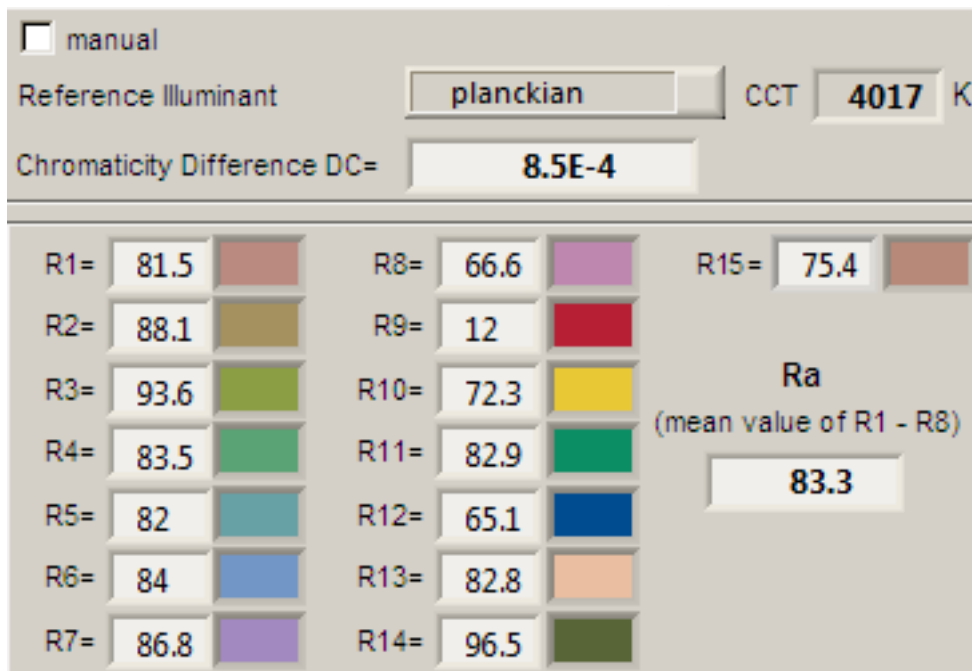 manual
Reference Illuminant planckian CCT 4017 K
Chromaticity Difference DC= 8.5E-4
R1= 81.5 R8= 66.6 R15= 75.4
R2= 88.1 R9= 12
R3= 93.6 R10= 72.3 Ra
(mean value of R1 - R8)
R4= 83.5 R11= 82.9
83.3
R5= 82 R12= 65.1
R6= 84 R13= 82.8
R7= 86.8 R14= 96.5